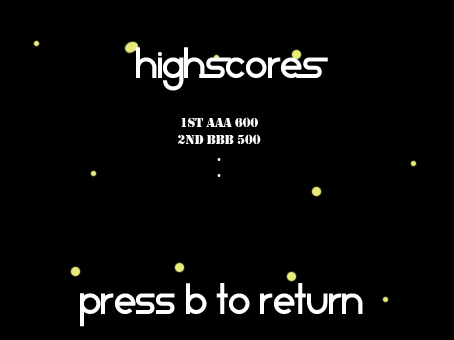 highscores
1ST AAA 600
2ND BBB 500
.
.
press b to return